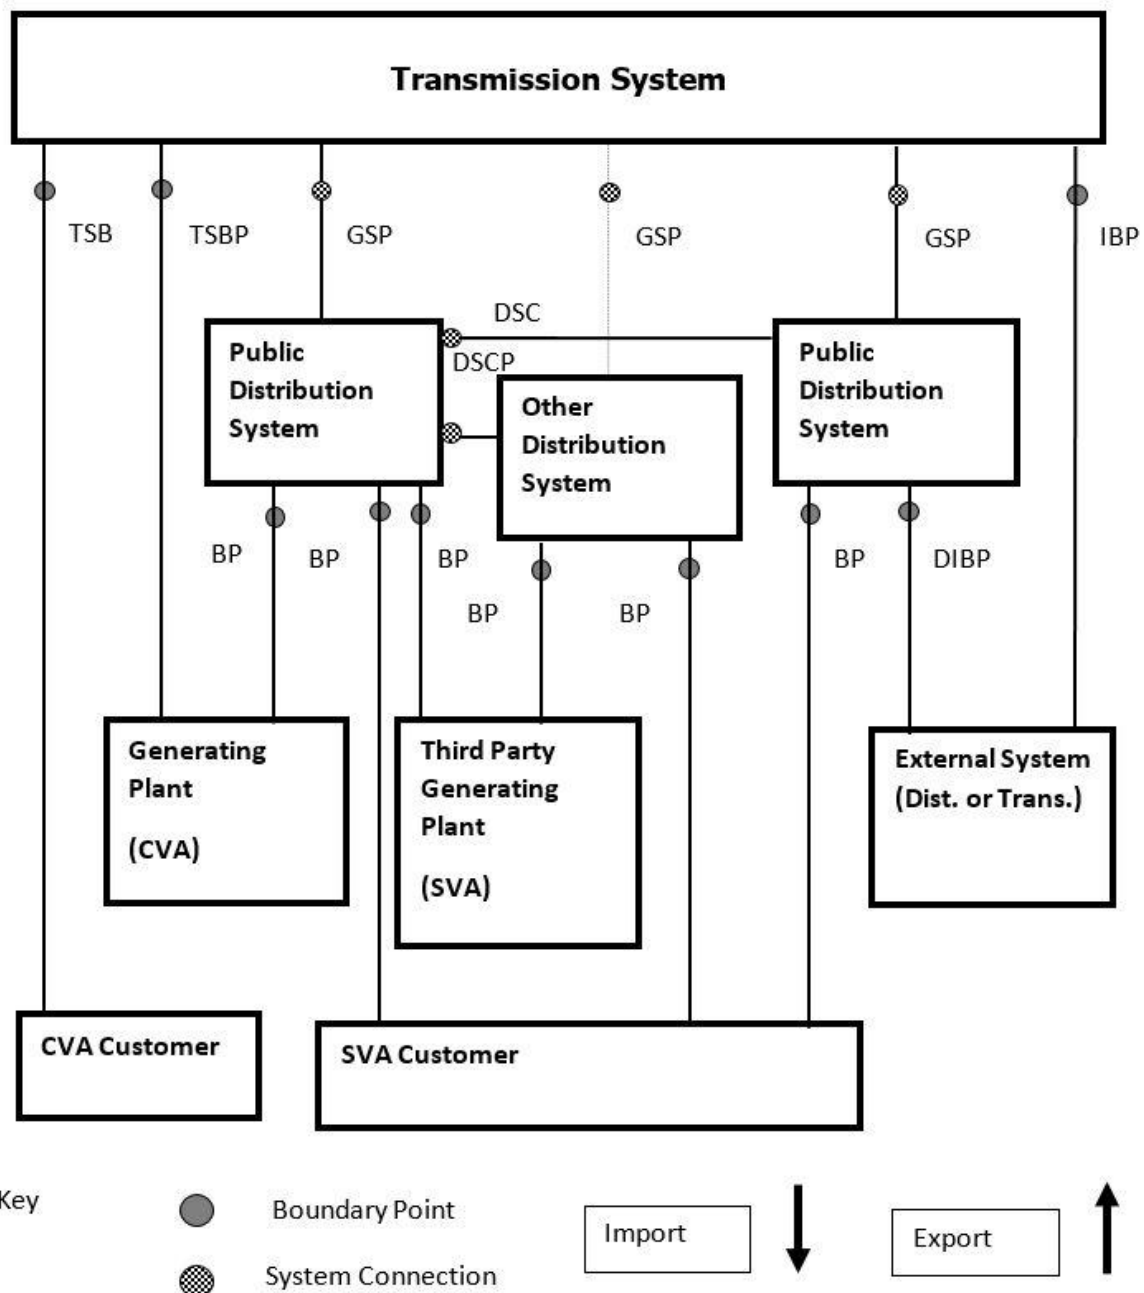 Transmission System
TSB
TSBP
GSP
GSP
GSP
IBP
DSC
DSCP
Public
Distribution
System
Other
Distribution
System
Public
Distribution
System
BP
BP
BP
BP
BP
BP
DIBP
Generating
Plant
(CVA)
Third Party
Generating
Plant
(SVA)
External System
(Dist. or Trans.)
CVA Customer
SVA Customer
Key
Boundary Point
System Connection
Import
Export